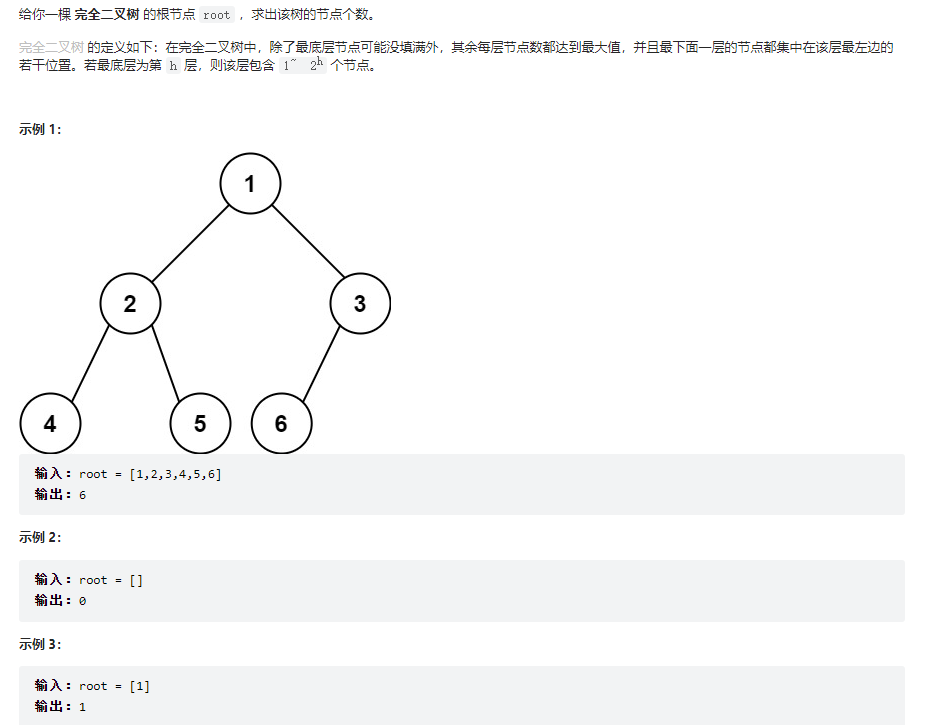 给你一棵 完全二叉树 的根节点 root ，求出该树的节点个数。
完全二叉树 的定义如下：在完全二叉树中，除了最底层节点可能没填满外，其余每层节点数都达到最大值，并且最下面一层的节点都集中在该层最左边的
若干位置。若最底层为第 h 层，则该层包含 1~ 2ʰ 个节点。
示例 1：
1
2 3
4 5 6
输入：root = [1,2,3,4,5,6]
输出：6
示例 2：
输入：root = []
输出：0
示例 3：
输入：root = [1]
输出：1